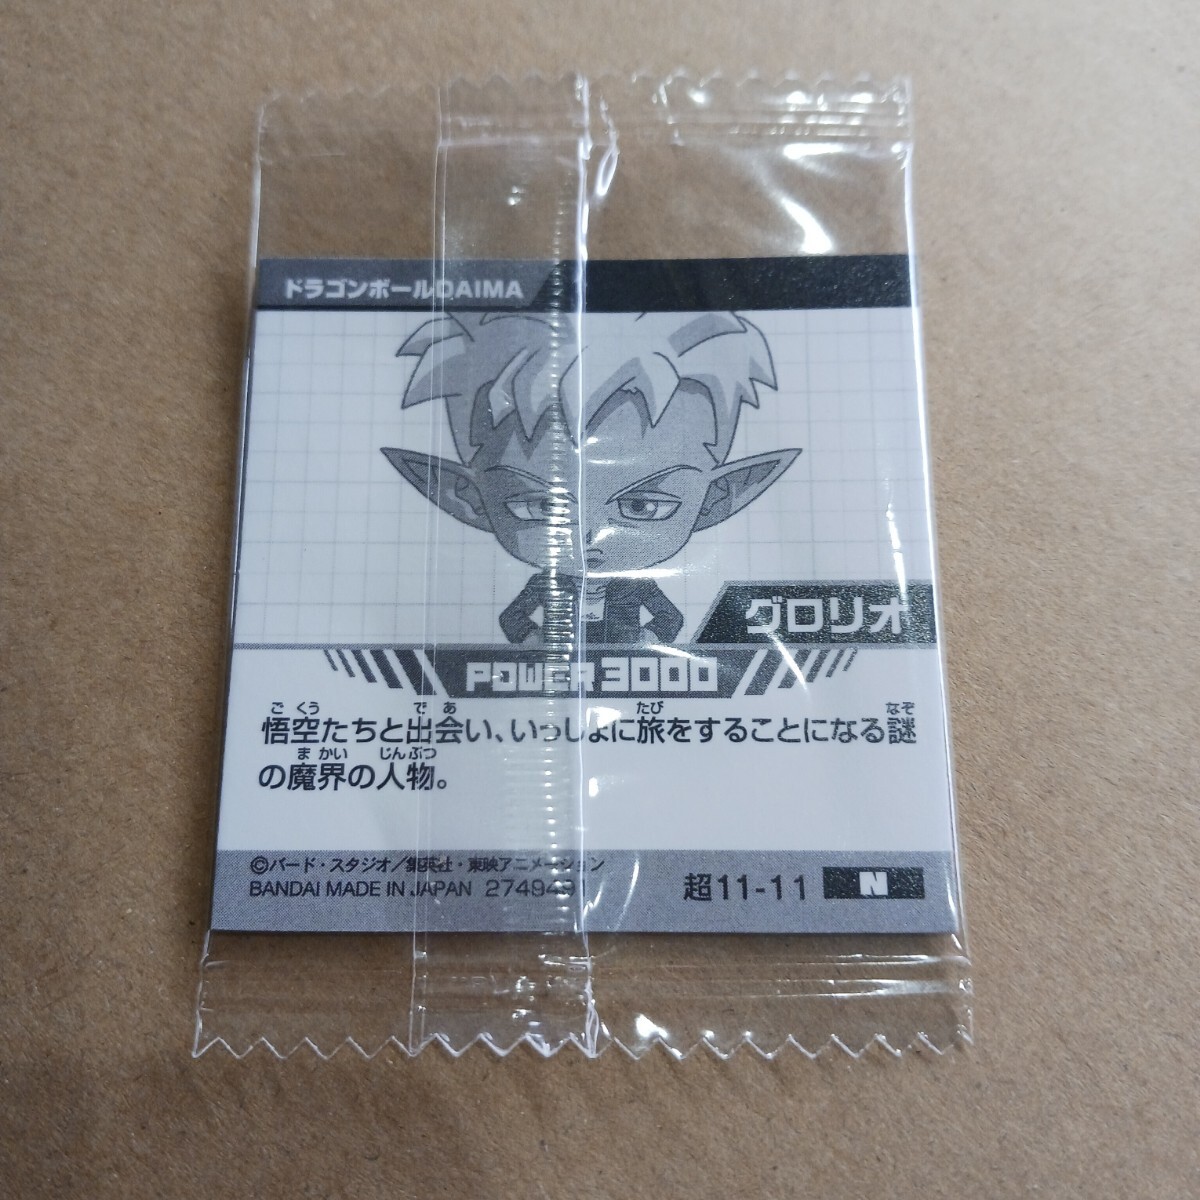 ドラゴンボールDAIMA
グロリオ
POWER 3000
ご くう で あ たび なぞ
悟空たちと出会い、いっしょに旅をすることになる謎
ま かい じんぶつ
の魔界の人物。
©バード・スタジオ／集英社・東映アニメーション
BANDAI MADE IN JAPAN 2749491
超11-11 N